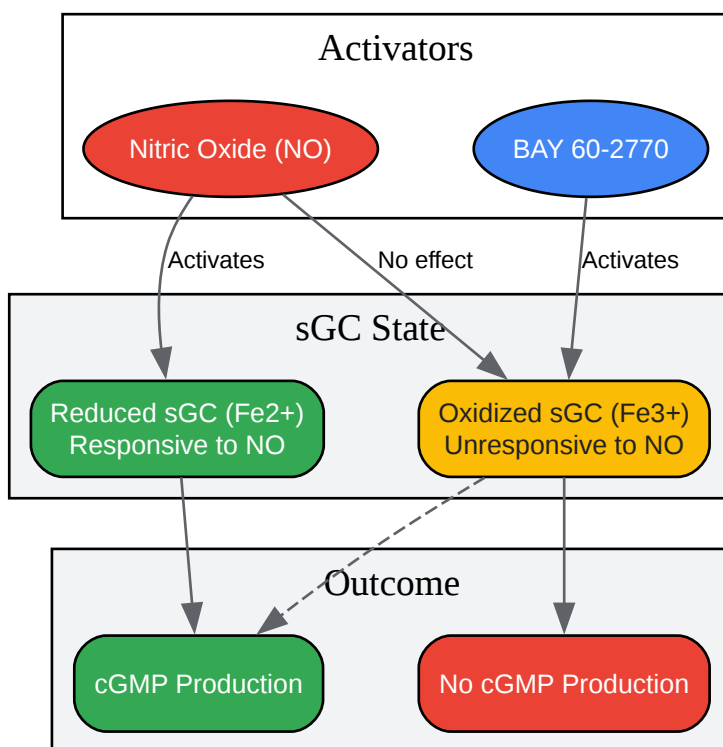 Activators
Nitric Oxide (NO)
BAY 60-2770
Activates
No effect
Activates
sGC State
Reduced sGC (Fe2+)
Responsive to NO
Oxidized sGC (Fe3+)
Unresponsive to NO
Outcome
cGMP Production
No cGMP Production